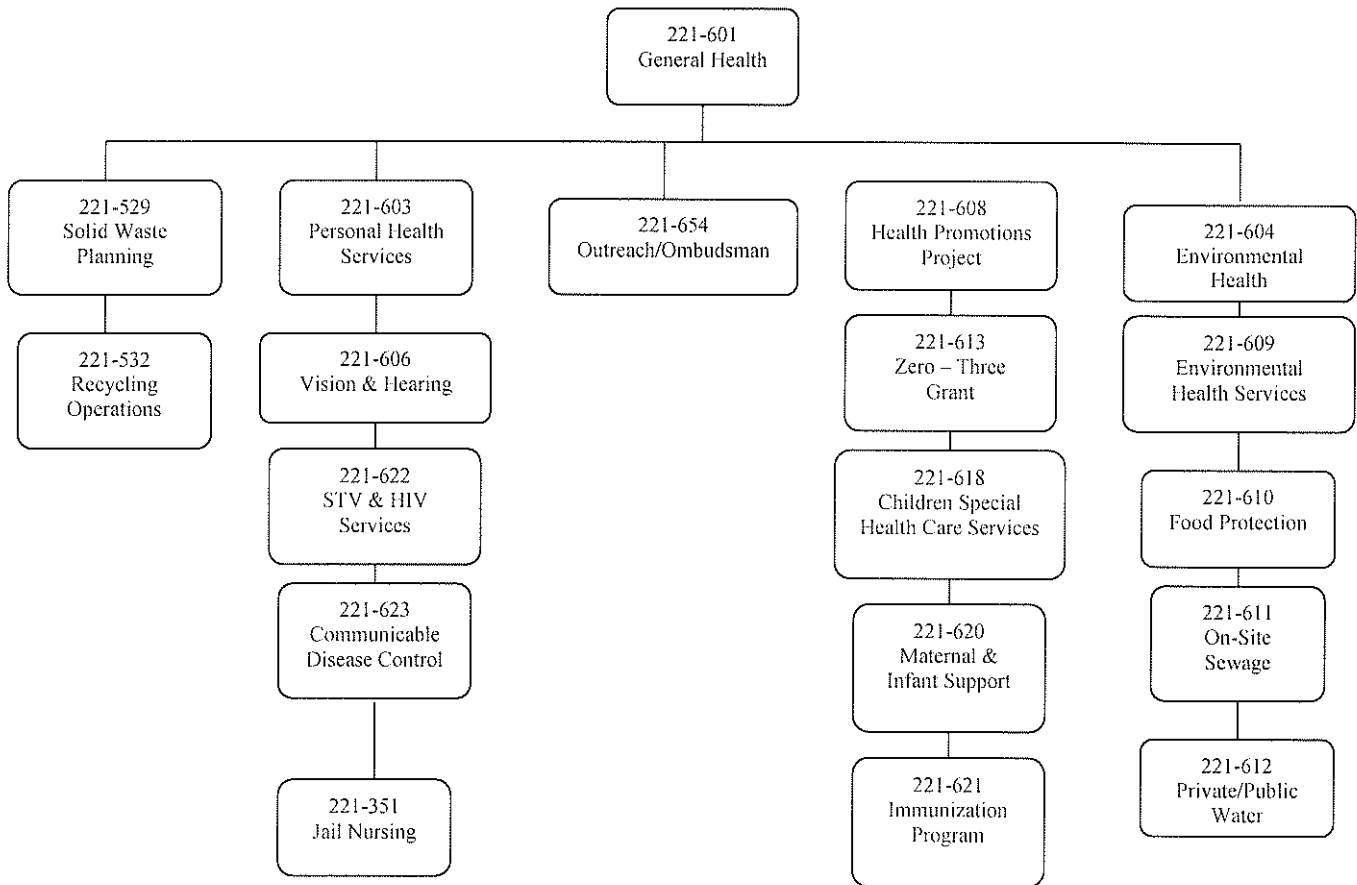 221-601
General Health
221-529
Solid Waste
Planning
221-603
Personal Health
Services
221-654
Outreach/Ombudsman
221-608
Health Promotions
Project
221-604
Environmental
Health
221-532
Recycling
Operations
221-606
Vision & Hearing
221-613
Zero – Three
Grant
221-609
Environmental
Health Services
221-622
STV & HIV
Services
221-618
Children Special
Health Care Services
221-610
Food Protection
221-623
Communicable
Disease Control
221-620
Maternal &
Infant Support
221-611
On-Site
Sewage
221-351
Jail Nursing
221-621
Immunization
Program
221-612
Private/Public
Water